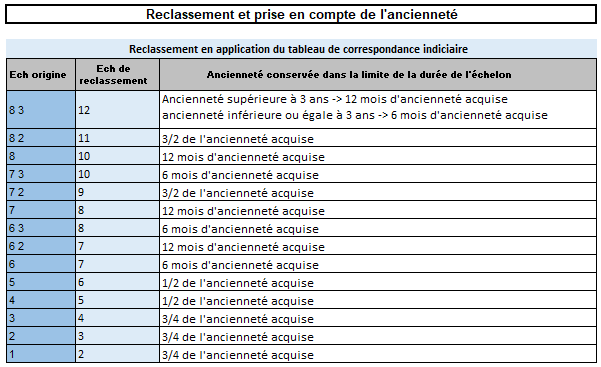 Reclassement et prise en compte de l'ancienneté
Reclassement en application du tableau de correspondance indiciaire
Ech origine Ech de reclassement Ancienneté conservée dans la limite de la durée de l'échelon
8 3 12 Ancienneté supérieure à 3 ans -> 12 mois d'ancienneté acquise
ancienneté inférieure ou égale à 3 ans -> 6 mois d'ancienneté acquise
8 2 11 3/2 de l'ancienneté acquise
8 10 12 mois d'ancienneté acquise
7 3 10 6 mois d'ancienneté acquise
7 2 9 3/2 de l'ancienneté acquise
7 8 12 mois d'ancienneté acquise
6 3 8 6 mois d'ancienneté acquise
6 2 7 12 mois d'ancienneté acquise
6 7 6 mois d'ancienneté acquise
5 6 1/2 de l'ancienneté acquise
4 5 1/2 de l'ancienneté acquise
3 4 3/4 de l'ancienneté acquise
2 3 3/4 de l'ancienneté acquise
1 2 3/4 de l'ancienneté acquise